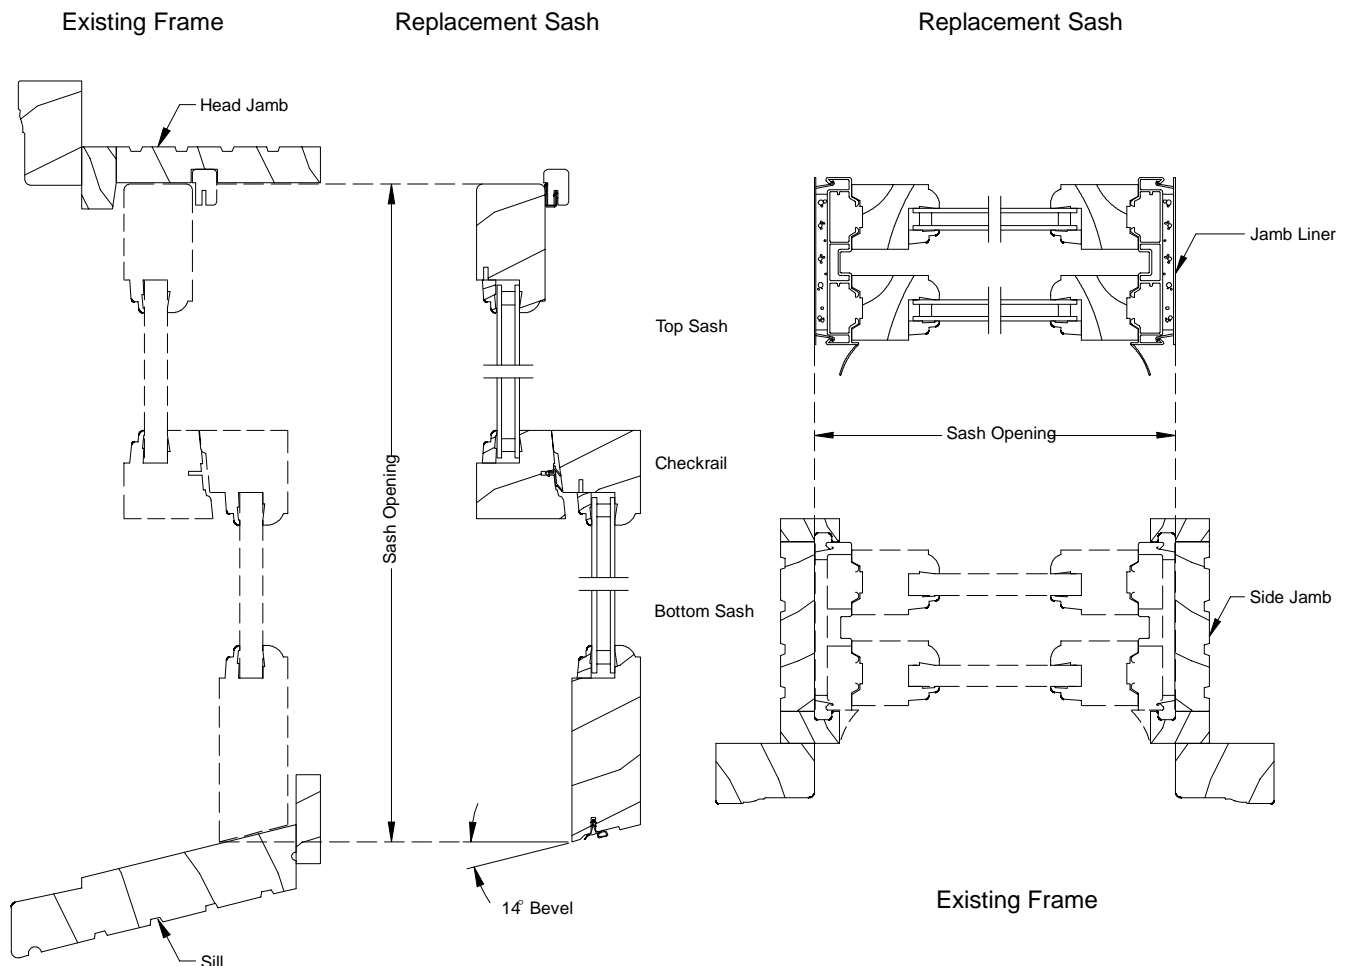 Existing Frame
Replacement Sash
Replacement Sash
Head Jamb
Jamb Liner
Top Sash
Sash Opening
Checkrail
Sash Opening
Side Jamb
Bottom Sash
14° Bevel
Existing Frame
Sill